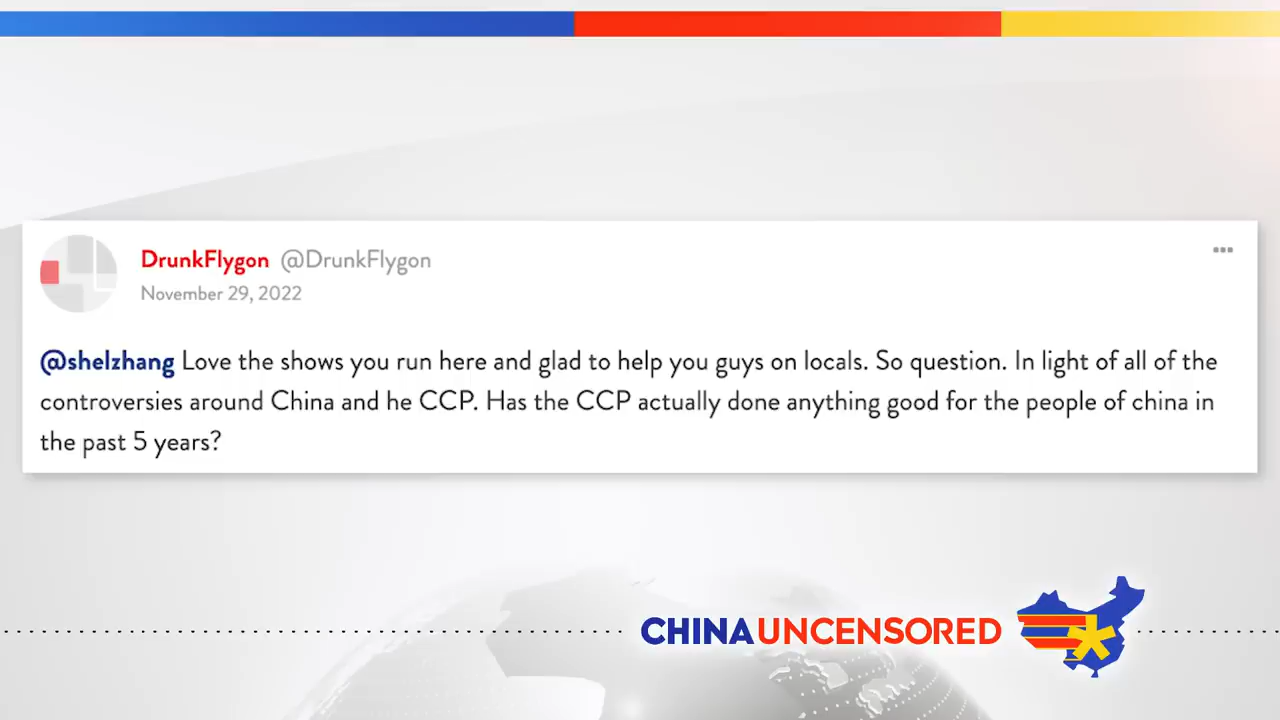 DrunkFlygon @DrunkFlygon
November 29, 2022
@shelzhang Love the shows you run here and glad to help you guys on locals. So question. In light of all of the
controversies around China and he CCP. Has the CCP actually done anything good for the people of china in
the past 5 years?
CHINAUNCENSORED